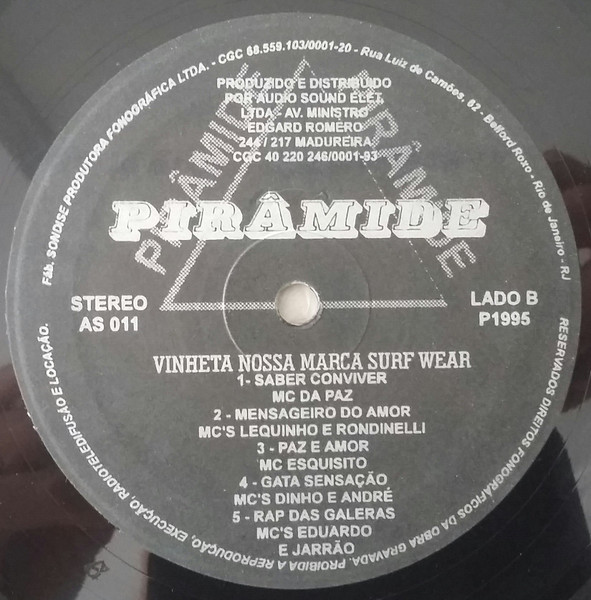 Fáb. SONDISE PRODUTORA FONOGRÁFICA LTDA. - CGC 68.559.103/0001-20 - Rua Luiz de Camões, 62 - Belford Roxo - Rio de Janeiro - RJ
PRODUZIDO E DISTRIBUIDO
POR AUDIO SOUND ELET.
LTDA - AV. MINISTRO
EDGARD ROMERO
244 / 217 MADUREIRA
CGC 40 220 246/0001-93
PIRÂMIDE
PIRÂMIDE
PIRÂMIDE
STEREO
AS 011
LADO B
P1995
VINHETA NOSSA MARCA SURF WEAR
1- SABER CONVIVER
MC DA PAZ
2 - MENSAGEIRO DO AMOR
MC'S LEQUINHO E RONDINELLI
3 - PAZ E AMOR
MC ESQUISITO
4 - GATA SENSAÇÃO
MC'S DINHO E ANDRÉ
5 - RAP DAS GALERAS
MC'S EDUARDO
E JARRÃO
RESERVADOS DIREITOS FONOGRÁFICOS DA OBRA GRAVADA. PROIBIDA A REPRODUÇÃO, EXECUÇÃO, RADIOTELEDIFUSÃO E LOCAÇÃO.